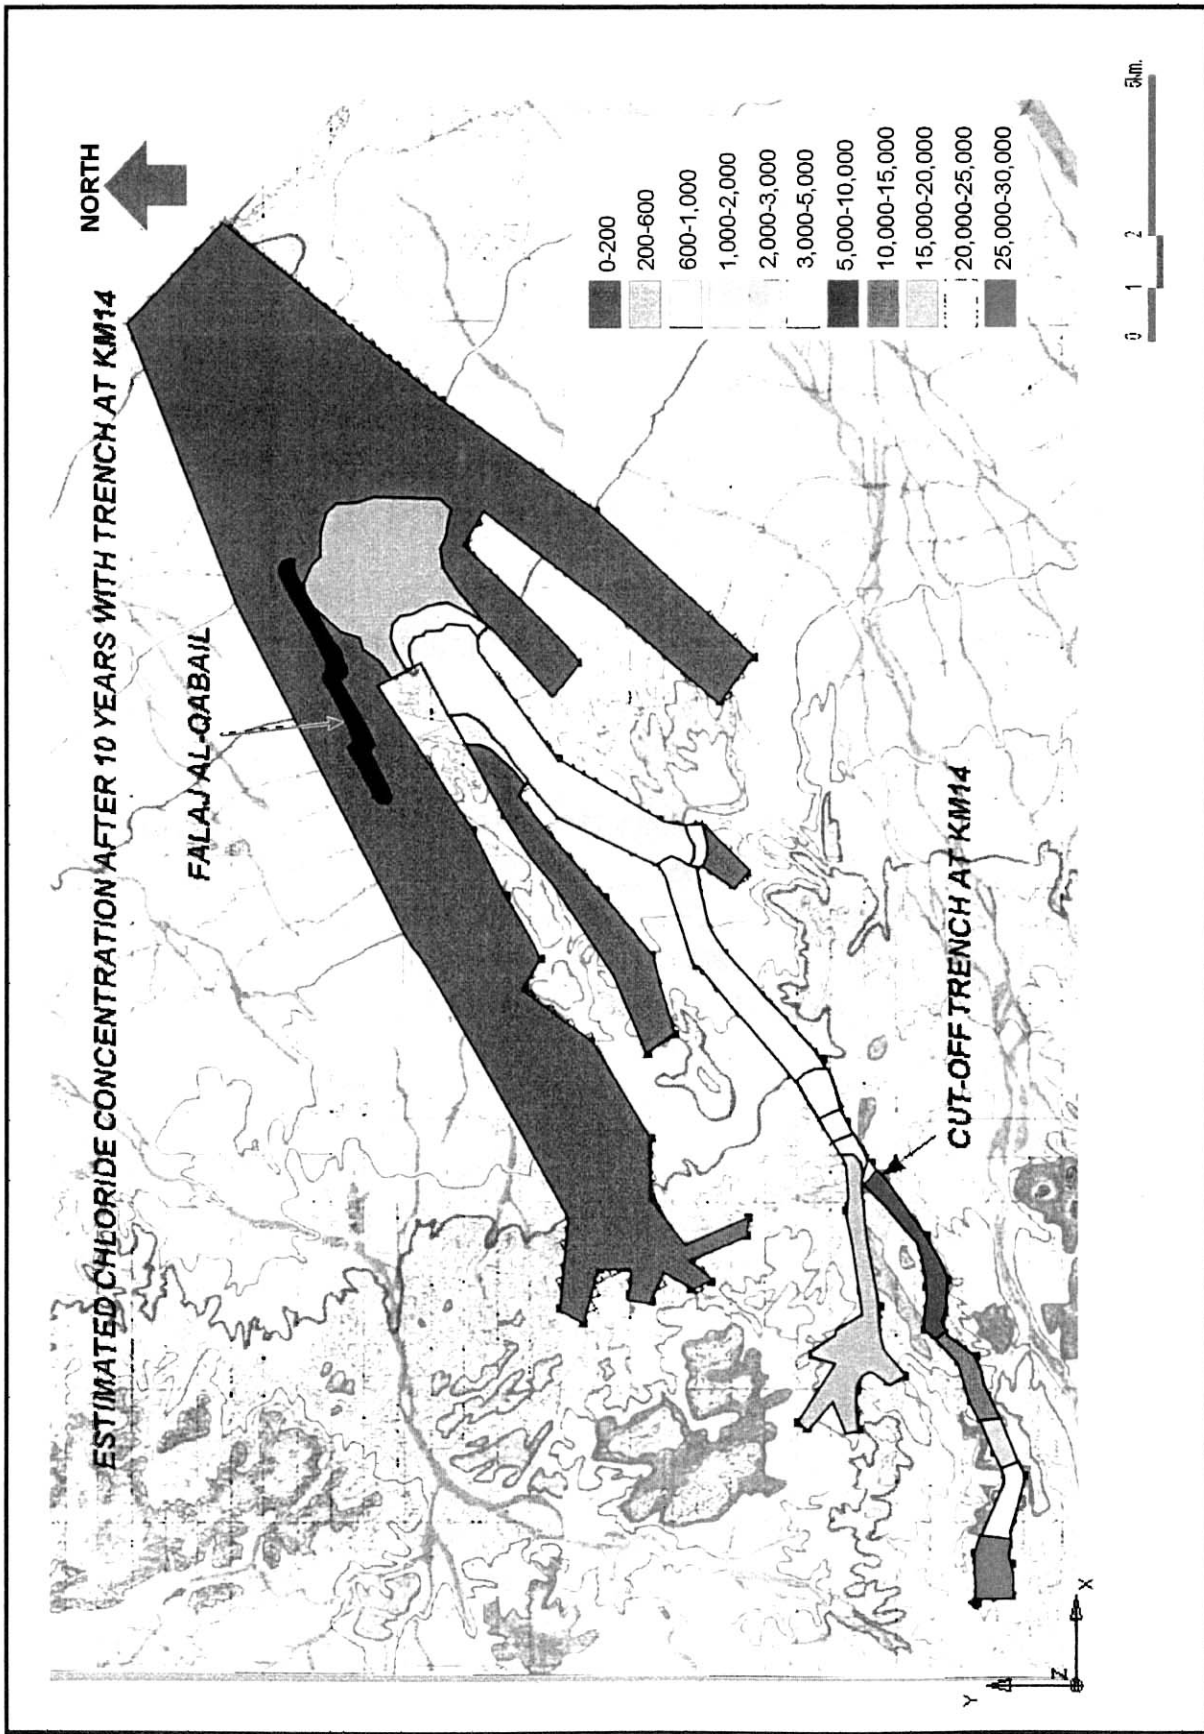 ESTIMATED CHLORIDE CONCENTRATION AFTER 10 YEARS WITH TRENCH AT KM14
NORTH
FALAJ AL-QABAIL
0-200
200-600
600-1,000
1,000-2,000
2,000-3,000
3,000-5,000
5,000-10,000
10,000-15,000
15,000-20,000
20,000-25,000
25,000-30,000
CUT-OFF TRENCH AT KM14
0 1 2 5km.
Y
Z
X